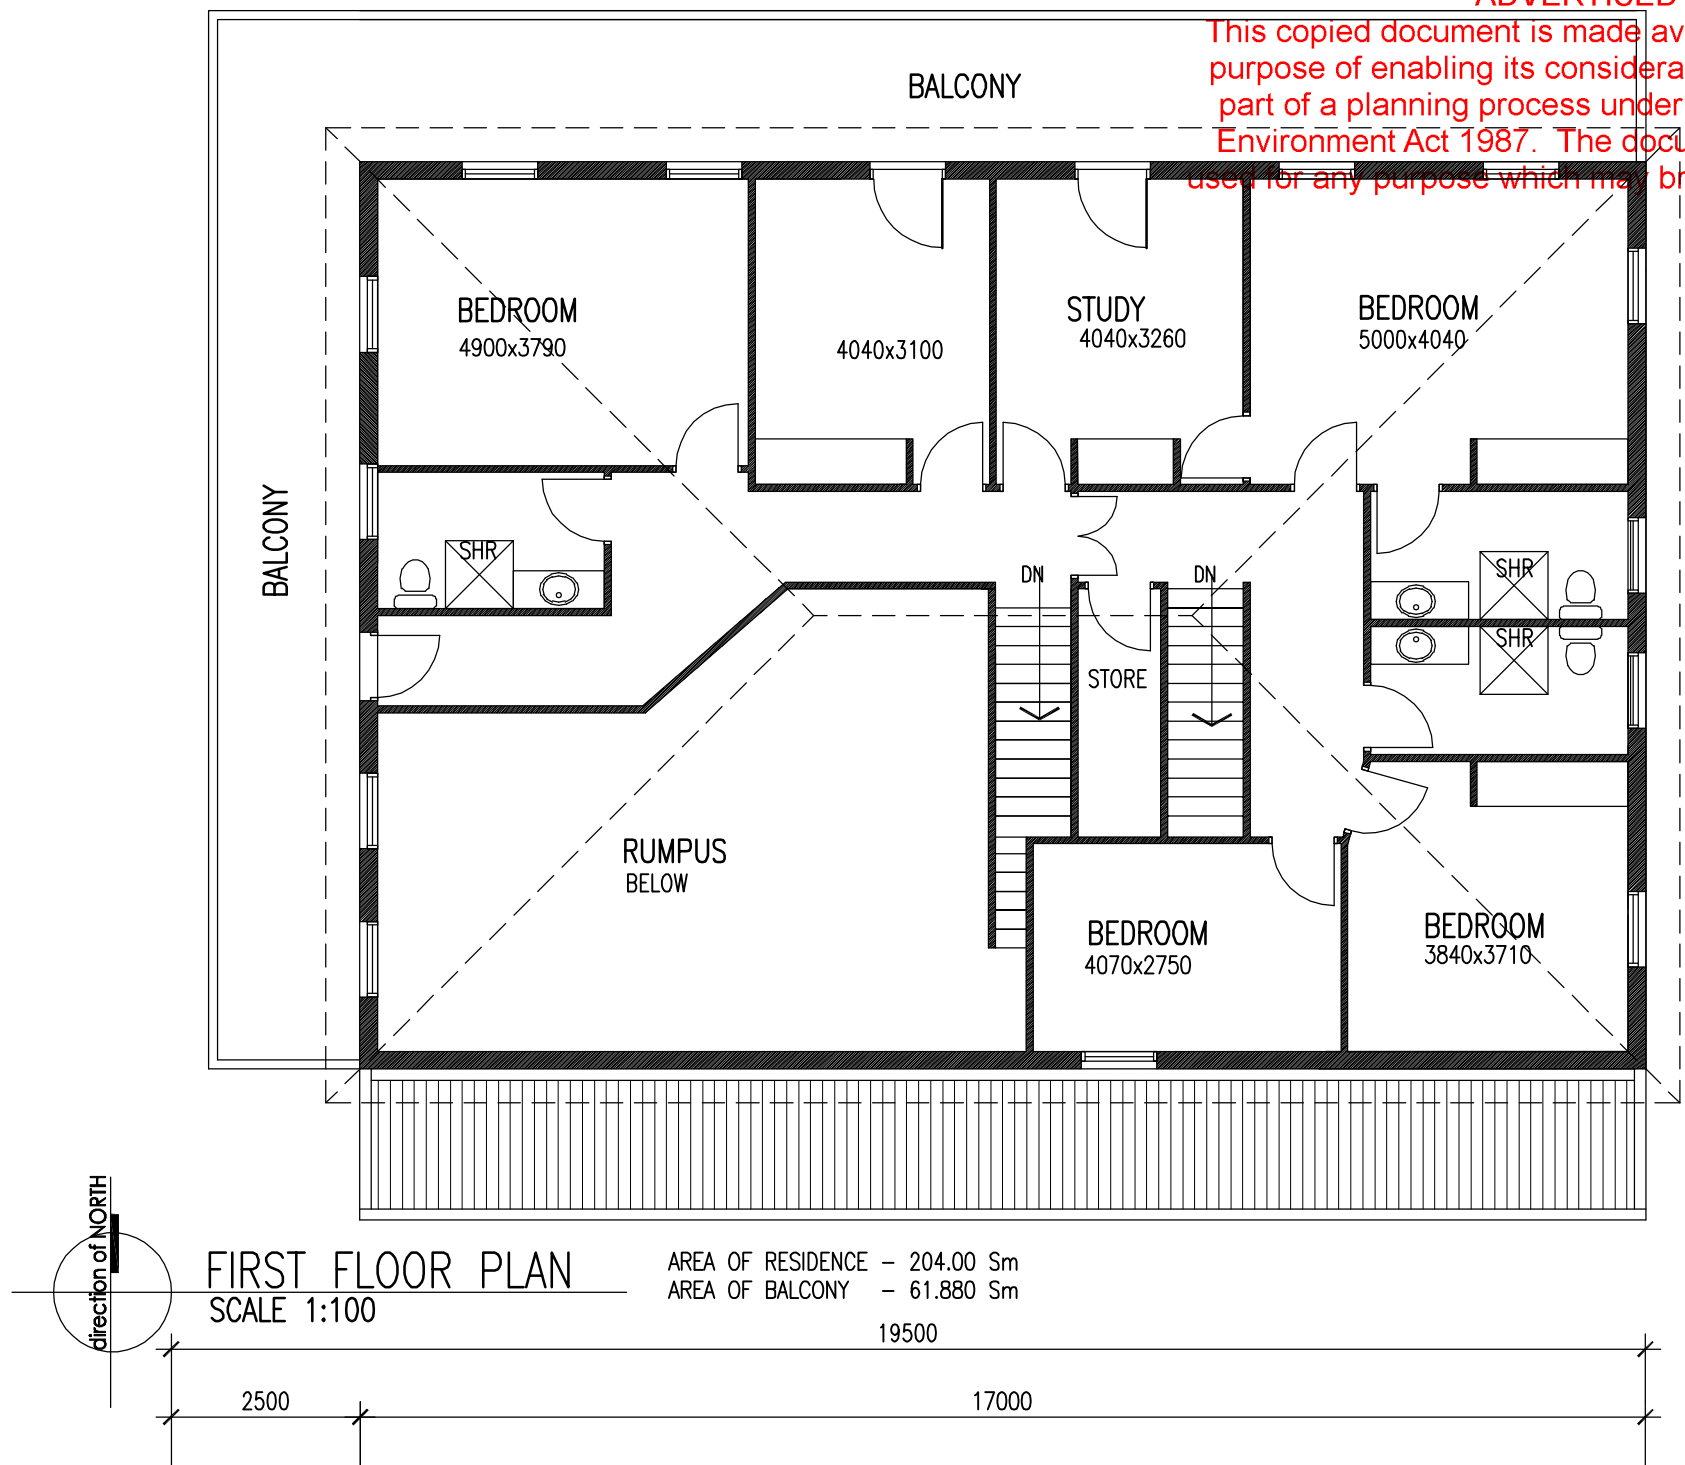 ADVERTISED
This copied document is made av
purpose of enabling its considera
part of a planning process under
Environment Act 1987. The docu
used for any purpose which may br
BALCONY
BEDROOM
4900x3790
4040x3100
STUDY
4040x3260
BEDROOM
5000x4040
BALCONY
SHR
DN
DN
SHR
SHR
STORE
RUMPUS
BELOW
BEDROOM
4070x2750
BEDROOM
3840x3710
direction of NORTH
FIRST FLOOR PLAN
SCALE 1:100
AREA OF RESIDENCE – 204.00 Sm
AREA OF BALCONY – 61.880 Sm
19500
2500
17000